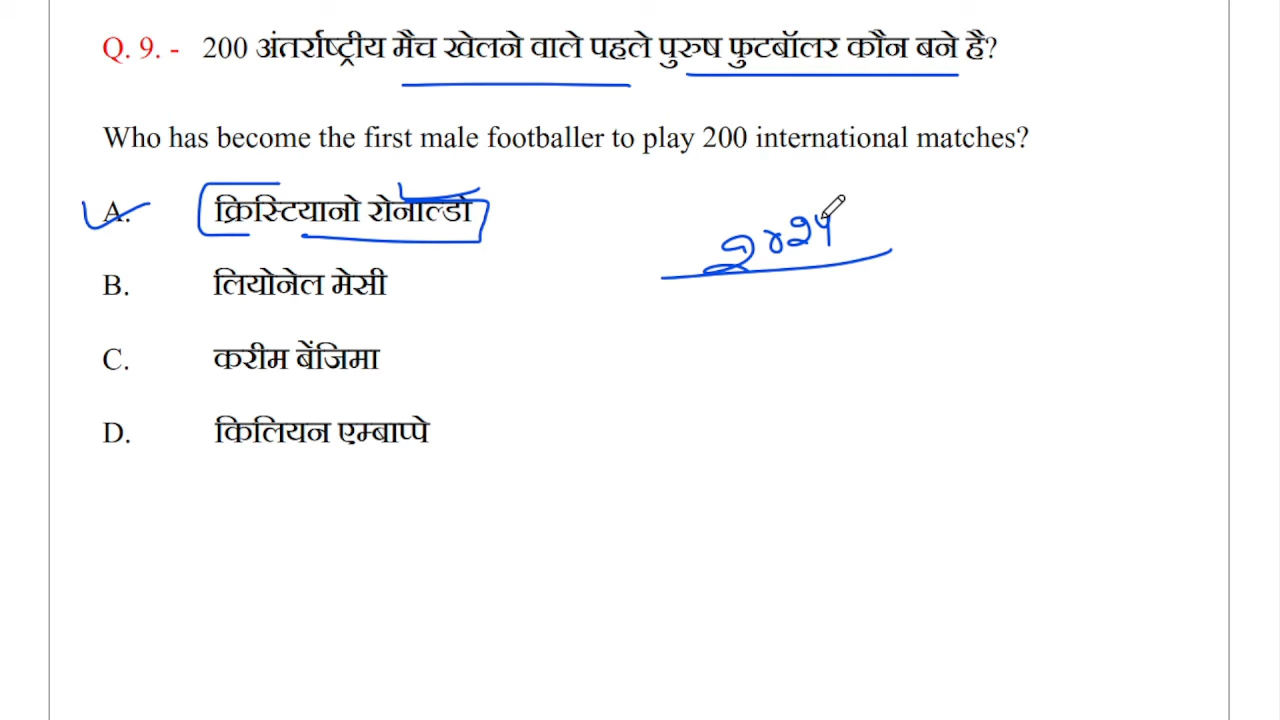 Q. 9. - 200 अंतर्राष्ट्रीय मैच खेलने वाले पहले पुरुष फुटबॉलर कौन बने है?
Who has become the first male footballer to play 200 international matches?
A. क्रिस्टियानो रोनाल्डो
B. लियोनेल मेसी
C. करीम बेंजिमा
D. किलियन एम्बाप्पे